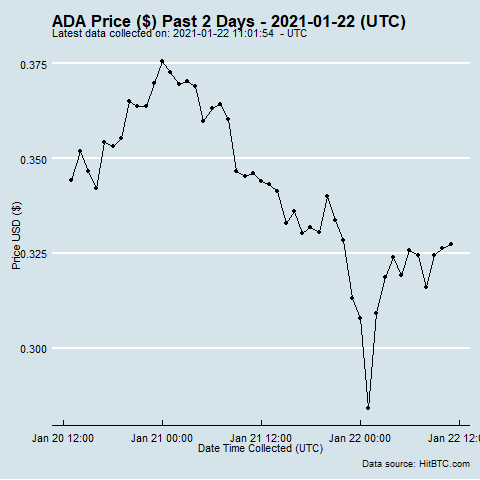 ADA Price ($) Past 2 Days - 2021-01-22 (UTC)
Latest data collected on: 2021-01-22 11:01:54  - UTC
0.375
0.350
0.325
0.300
Price USD ($)
Jan 20 12:00 Jan 21 00:00 Jan 21 12:00 Jan 22 00:00 Jan 22 12:0
Date Time Collected (UTC)
Data source: HitBTC.com